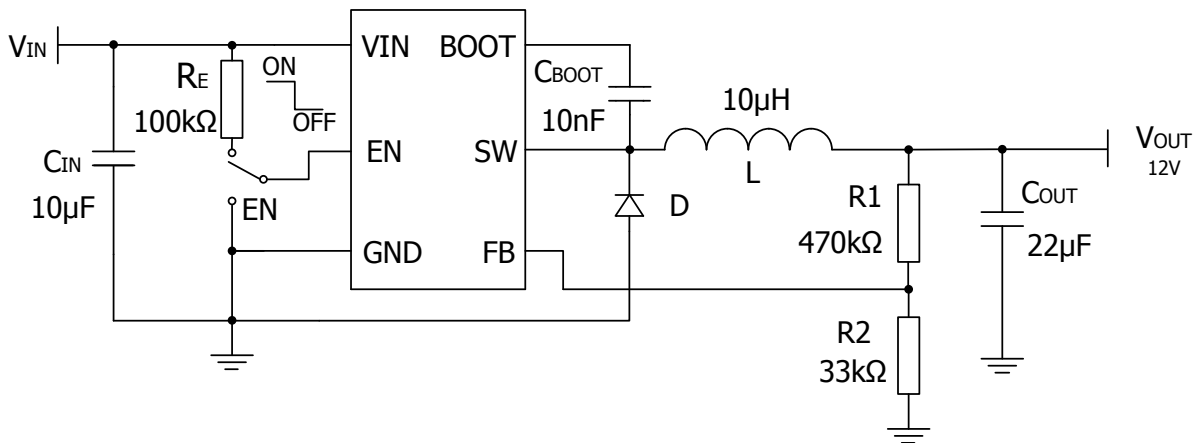 VIN
RE
100kΩ
ON
OFF
CIN
10µF
EN
VIN
BOOT
EN
SW
GND
FB
CBOOT
10nF
10µH
L
D
R1
470kΩ
R2
33kΩ
COUT
22µF
VOUT
12V